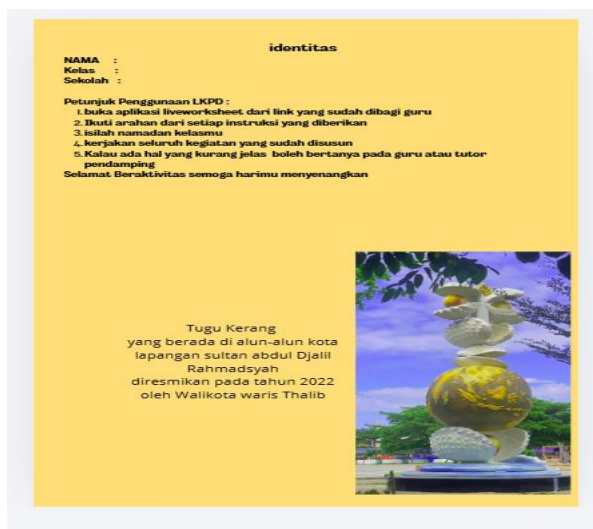 identitas
NAMA :
Kelas :
Sekolah :
Petunjuk Penggunaan LKPD :
1. buka aplikasi liveworksheet dari link yang sudah dibagi guru
2. Ikuti arahan dari setiap instruksi yang diberikan
3. isilah namadan kelasmu
4. kerjakan seluruh kegiatan yang sudah disusun
5. Kalau ada hal yang kurang jelas boleh bertanya pada guru atau tutor
pendamping
Selamat Beraktivitas semoga harimu menyenangkan
Tugu Kerang
yang berada di alun-alun kota
lapangan sultan abdul Djalil
Rahmadsyah
diresmikan pada tahun 2022
oleh Walikota waris Thalib